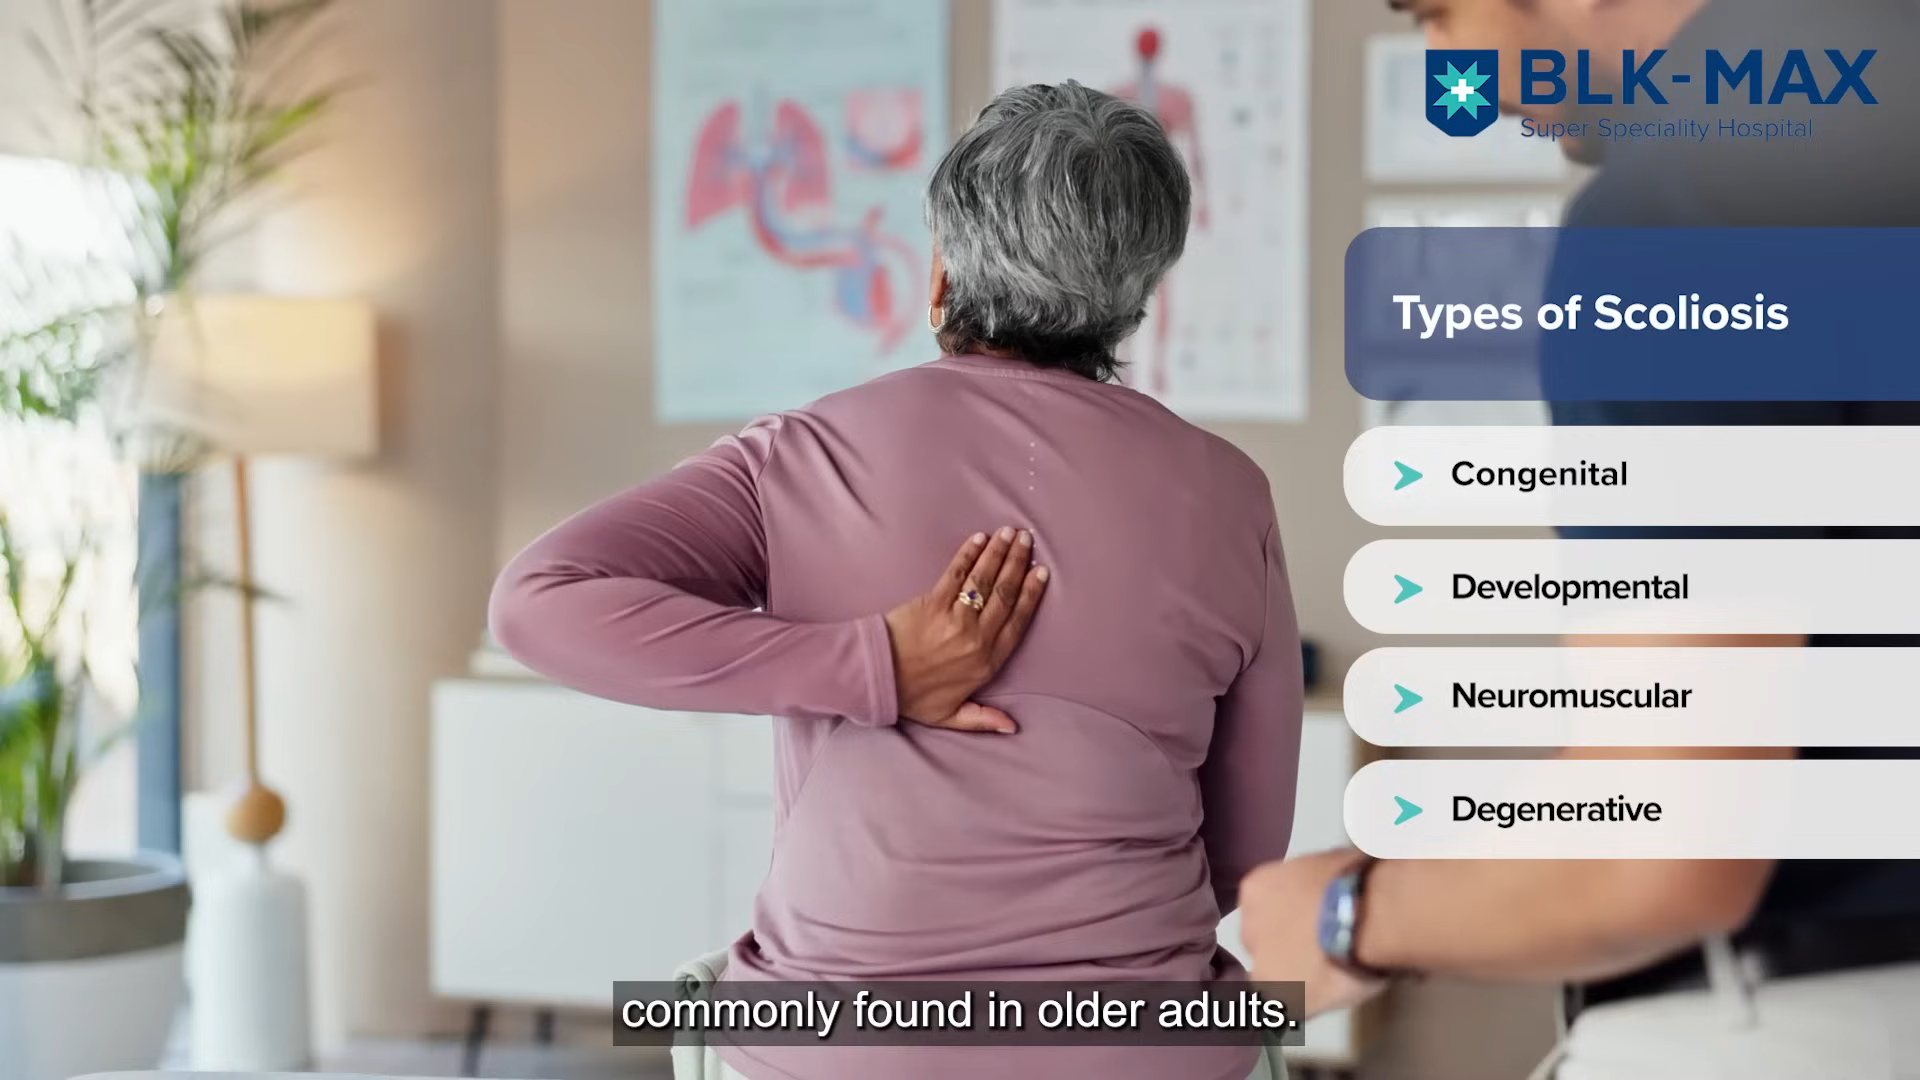 BLK-MAX
Super Speciality Hospital
Types of Scoliosis
Congenital
Developmental
Neuromuscular
Degenerative
commonly found in older adults.